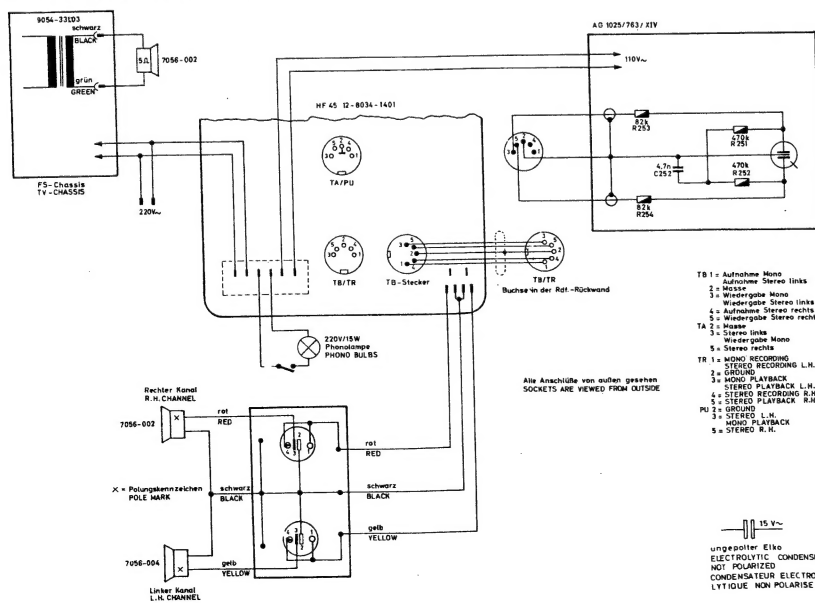 9054-33L03
schwarz
BLACK
5Ω
7056-002
grün
GREEN
FS-Chassis
TV-CHASSIS
220V~
HF 45 12-8034-1401
TA/PU
TB/TR
TB-Stecker
TB/TR
Buchse in der Rdf.-Rückwand
220V/15W
Phonolampe
PHONO BULBS
AG 1025/763/XIV
110V~
82k
R253
470k
R251
4,7n
C252
470k
R252
82k
R254
Alle Anschlüße von außen gesehen
SOCKETS ARE VIEWED FROM OUTSIDE
TB 1 = Aufnahme Mono
Aufnahme Stereo links
2 = Masse
3 = Wiedergabe Mono
Wiedergabe Stereo links
4 = Aufnahme Stereo rechts
5 = Wiedergabe Stereo recht
TA 2 = Masse
3 = Stereo links
Wiedergabe Mono
5 = Stereo rechts
TR 1 = MONO RECORDING
STEREO RECORDING L.H.
2 = GROUND
3 = MONO PLAYBACK
STEREO PLAYBACK L.H.
4 = STEREO RECORDING R.H
5 = STEREO PLAYBACK R.H
PU 2 = GROUND
3 = STEREO L.H.
MONO PLAYBACK
5 = STEREO R.H.
Rechter Kanal
R.H. CHANNEL
7056-002
rot
RED
rot
RED
x = Polungskennzeichen
POLE MARK
schwarz
BLACK
schwarz
BLACK
gelb
YELLOW
7056-004
gelb
YELLOW
Linker Kanal
L.H. CHANNEL
15 V~
ungepolter Elko
ELECTROLYTIC CONDENS
NOT POLARIZED
CONDENSATEUR ELECTRO
LYTIQUE NON POLARISE